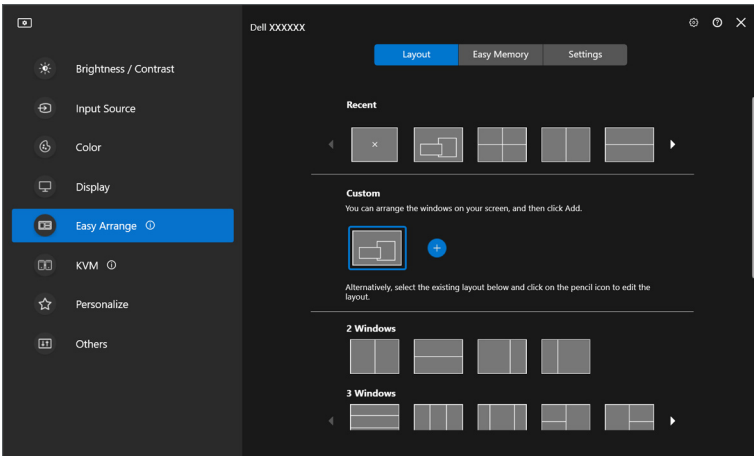 Dell XXXXXX
Layout
Easy Memory
Settings
Brightness / Contrast
Input Source
Color
Display
Easy Arrange
KVM
Personalize
Others
Recent
Custom
You can arrange the windows on your screen, and then click Add.
Alternatively, select the existing layout below and click on the pencil icon to edit the
layout.
2 Windows
3 Windows